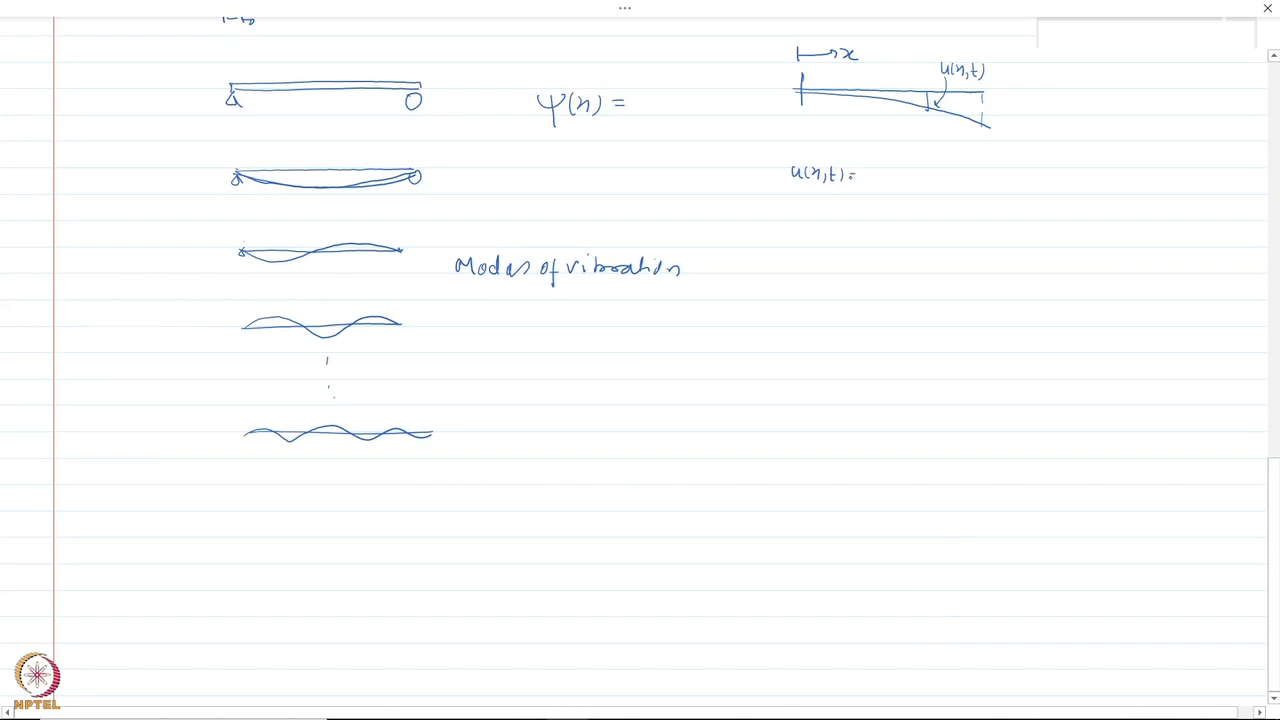 x
u(x,t)
ψ(x) =
u(x,t) =
Modes of vibration
NPTEL